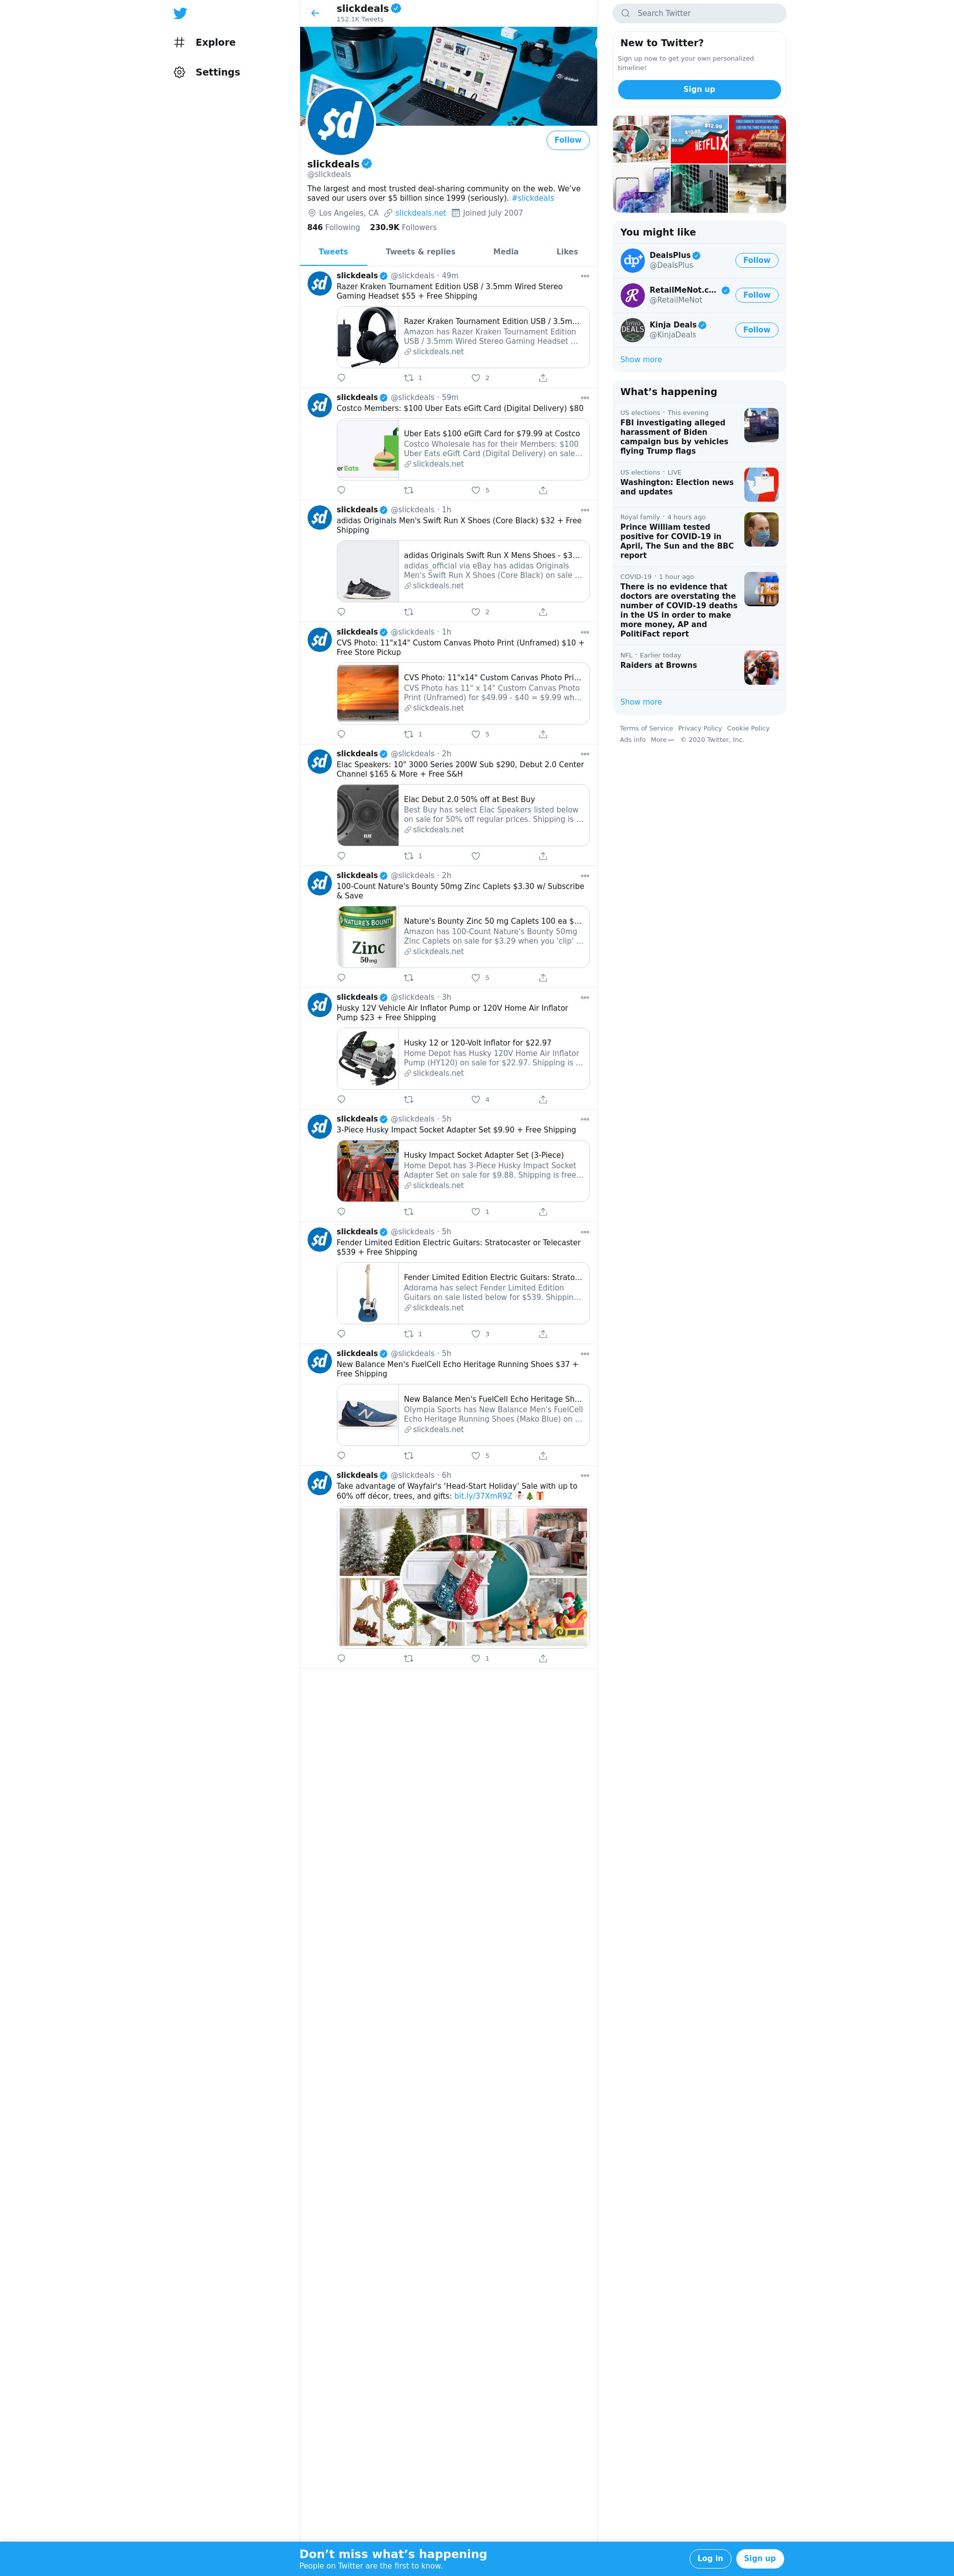 Explore
Settings
slickdeals
152.1K Tweets
$d
Follow
slickdeals
@slickdeals
The largest and most trusted deal-sharing community on the web. We've
saved our users over $5 billion since 1999 (seriously). #slickdeals
Los Angeles, CA slickdeals.net Joined July 2007
846 Following 230.9K Followers
Tweets Tweets & replies Media Likes
slickdeals @slickdeals · 49m
Razer Kraken Tournament Edition USB / 3.5mm Wired Stereo
Gaming Headset $55 + Free Shipping
Razer Kraken Tournament Edition USB / 3.5m...
Amazon has Razer Kraken Tournament Edition
USB / 3.5mm Wired Stereo Gaming Headset ...
slickdeals.net
1 2
slickdeals @slickdeals · 59m
Costco Members: $100 Uber Eats eGift Card (Digital Delivery) $80
er Eats
Uber Eats $100 eGift Card for $79.99 at Costco
Costco Wholesale has for their Members: $100
Uber Eats eGift Card (Digital Delivery) on sale...
slickdeals.net
5
slickdeals @slickdeals · 1h
adidas Originals Men's Swift Run X Shoes (Core Black) $32 + Free
Shipping
adidas Originals Swift Run X Mens Shoes - $3...
adidas_official via eBay has adidas Originals
Men's Swift Run X Shoes (Core Black) on sale ...
slickdeals.net
2
slickdeals @slickdeals · 1h
CVS Photo: 11"x14" Custom Canvas Photo Print (Unframed) $10 +
Free Store Pickup
CVS Photo: 11"x14" Custom Canvas Photo Pri...
CVS Photo has 11" x 14" Custom Canvas Photo
Print (Unframed) for $49.99 - $40 = $9.99 wh...
slickdeals.net
1 5
slickdeals @slickdeals · 2h
Elac Speakers: 10" 3000 Series 200W Sub $290, Debut 2.0 Center
Channel $165 & More + Free S&H
Elac Debut 2.0 50% off at Best Buy
Best Buy has select Elac Speakers listed below
on sale for 50% off regular prices. Shipping is ...
slickdeals.net
1
slickdeals @slickdeals · 2h
100-Count Nature's Bounty 50mg Zinc Caplets $3.30 w/ Subscribe
& Save
NATURE'S BOUNTY
Zinc
50mg
Nature's Bounty Zinc 50 mg Caplets 100 ea $...
Amazon has 100-Count Nature's Bounty 50mg
Zinc Caplets on sale for $3.29 when you 'clip' ...
slickdeals.net
5
slickdeals @slickdeals · 3h
Husky 12V Vehicle Air Inflator Pump or 120V Home Air Inflator
Pump $23 + Free Shipping
Husky 12 or 120-Volt Inflator for $22.97
Home Depot has Husky 120V Home Air Inflator
Pump (HY120) on sale for $22.97. Shipping is ...
slickdeals.net
4
slickdeals @slickdeals · 5h
3-Piece Husky Impact Socket Adapter Set $9.90 + Free Shipping
Husky Impact Socket Adapter Set (3-Piece)
Home Depot has 3-Piece Husky Impact Socket
Adapter Set on sale for $9.88. Shipping is free...
slickdeals.net
1
slickdeals @slickdeals · 5h
Fender Limited Edition Electric Guitars: Stratocaster or Telecaster
$539 + Free Shipping
Fender Limited Edition Electric Guitars: Strato...
Adorama has select Fender Limited Edition
Guitars on sale listed below for $539. Shippin...
slickdeals.net
1 3
slickdeals @slickdeals · 5h
New Balance Men's FuelCell Echo Heritage Running Shoes $37 +
Free Shipping
New Balance Men's FuelCell Echo Heritage Sh...
Olympia Sports has New Balance Men's FuelCell
Echo Heritage Running Shoes (Mako Blue) on ...
slickdeals.net
5
slickdeals @slickdeals · 6h
Take advantage of Wayfair's 'Head-Start Holiday' Sale with up to
60% off décor, trees, and gifts: bit.ly/37XmR9Z
1
Search Twitter
New to Twitter?
Sign up now to get your own personalized
timeline!
Sign up
$12.99
NETFLIX
You might like
DealsPlus
@DealsPlus
Follow
RetailMeNot.c...
@RetailMeNot
Follow
Kinja Deals
@KinjaDeals
Follow
Show more
What's happening
US elections · This evening
FBI investigating alleged
harassment of Biden
campaign bus by vehicles
flying Trump flags
US elections · LIVE
Washington: Election news
and updates
Royal family · 4 hours ago
Prince William tested
positive for COVID-19 in
April, The Sun and the BBC
report
COVID-19 · 1 hour ago
There is no evidence that
doctors are overstating the
number of COVID-19 deaths
in the US in order to make
more money, AP and
PolitiFact report
NFL · Earlier today
Raiders at Browns
Show more
Terms of Service Privacy Policy Cookie Policy
Ads info More © 2020 Twitter, Inc.
Don't miss what's happening
People on Twitter are the first to know.
Log in Sign up